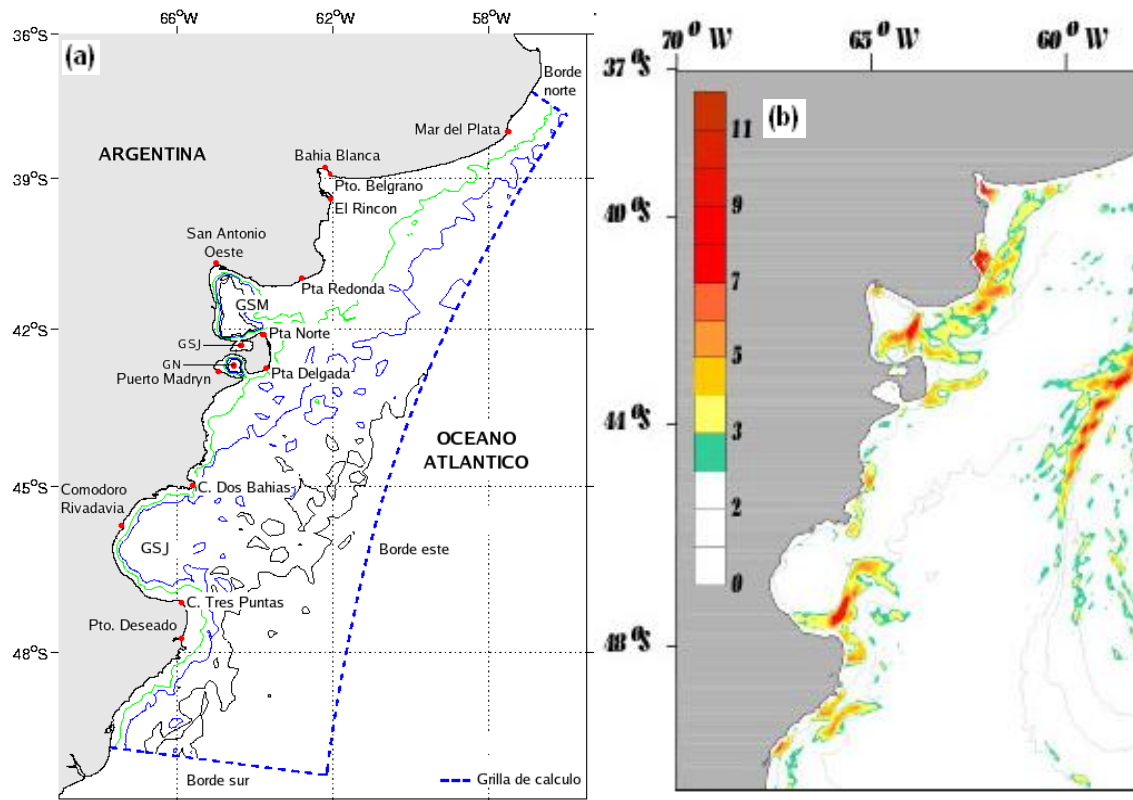 66°W
62°W
58°W
36°S
(a)
Borde
norte
Mar del Plata
ARGENTINA
Bahia Blanca
39°S
Pto. Belgrano
El Rincon
San Antonio
Oeste
Pta Redonda
GSM
42°S
Pta Norte
GSJ
GN
Puerto Madryn
Pta Delgada
OCEANO
ATLANTICO
45°S
C. Dos Bahias
Comodoro
Rivadavia
GSJ
Borde este
C. Tres Puntas
Pto. Deseado
48°S
Borde sur
Grilla de calculo
70°W
65°W
60°W
37°S
(b)
11
9
40°S
7
5
41°S
3
2
0
48°S